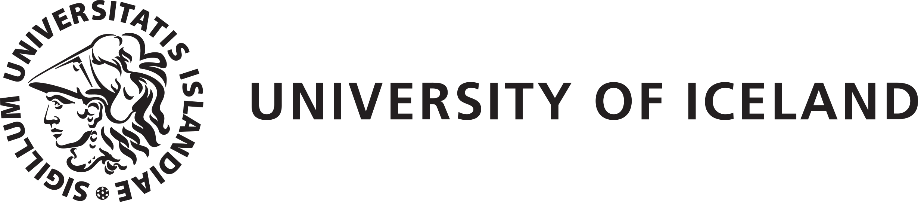 SIGILLUM UNIVERSITATIS ISLANDIAE
UNIVERSITY OF ICELAND